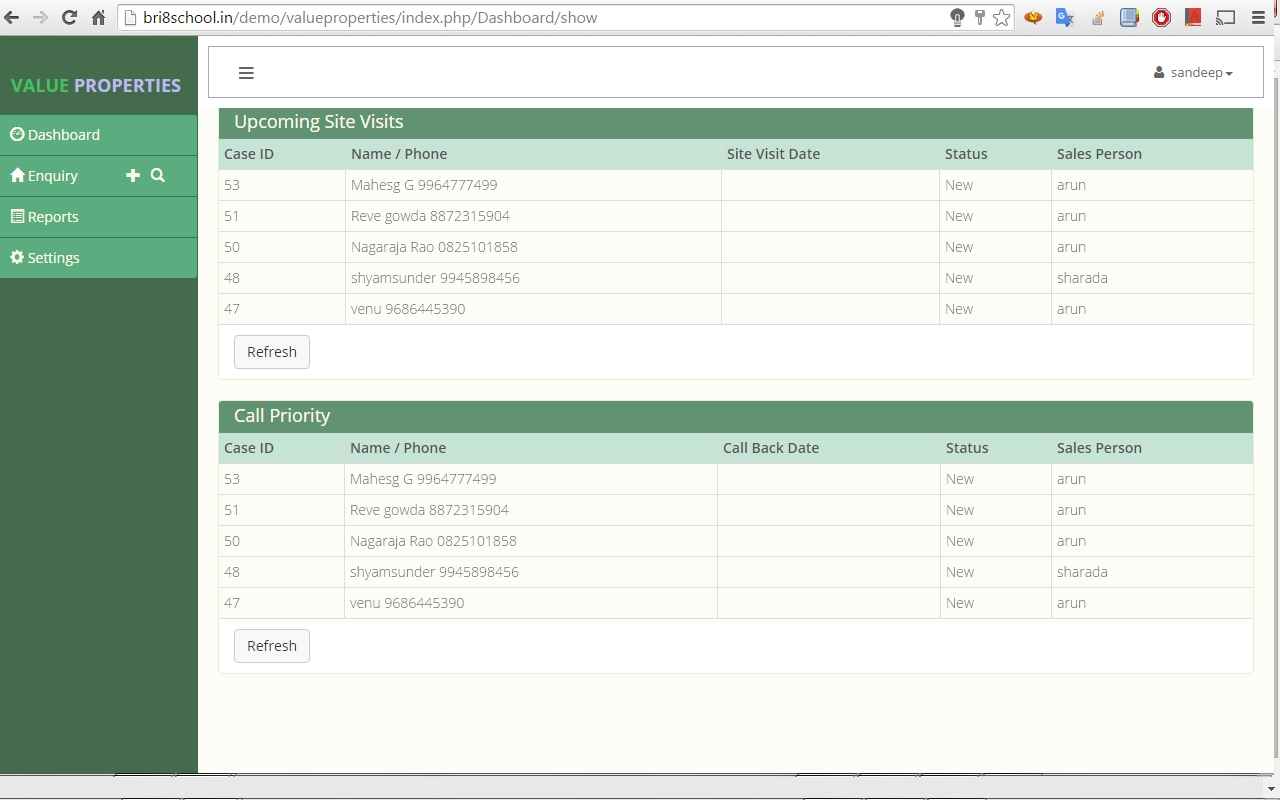 bri8school.in/demo/valueproperties/index.php/Dashboard/show
VALUE PROPERTIES
sandeep
Dashboard
Enquiry
Reports
Settings
Upcoming Site Visits
Case ID Name / Phone Site Visit Date Status Sales Person
53 Mahesg G 9964777499 New arun
51 Reve gowda 8872315904 New arun
50 Nagaraja Rao 0825101858 New arun
48 shyamsunder 9945898456 New sharada
47 venu 9686445390 New arun
Refresh
Call Priority
Case ID Name / Phone Call Back Date Status Sales Person
53 Mahesg G 9964777499 New arun
51 Reve gowda 8872315904 New arun
50 Nagaraja Rao 0825101858 New arun
48 shyamsunder 9945898456 New sharada
47 venu 9686445390 New arun
Refresh